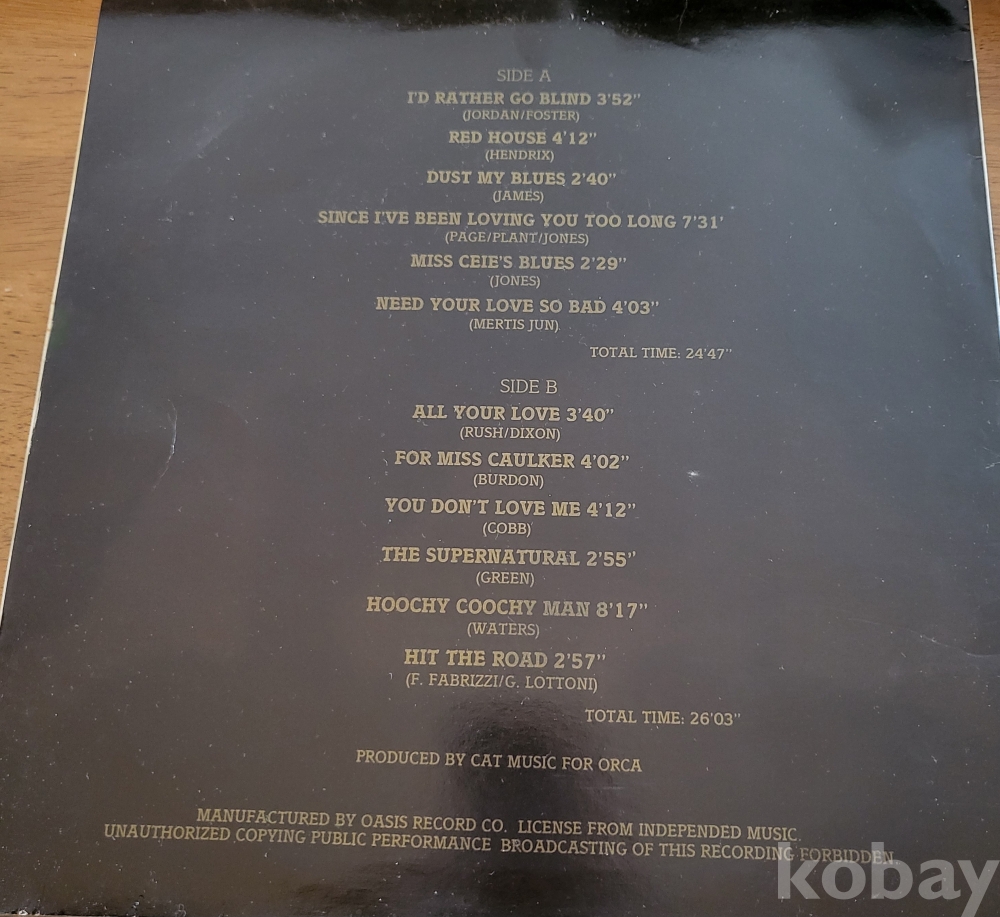 SIDE A
I'D RATHER GO BLIND 3'52"
(JORDAN/FOSTER)
RED HOUSE 4'12"
(HENDRIX)
DUST MY BLUES 2'40"
(JAMES)
SINCE I'VE BEEN LOVING YOU TOO LONG 7'31'
(PAGE/PLANT/JONES)
MISS CEIE'S BLUES 2'29"
(JONES)
NEED YOUR LOVE SO BAD 4'03"
(MERTIS JUN)
TOTAL TIME: 24'47"
SIDE B
ALL YOUR LOVE 3'40"
(RUSH/DIXON)
FOR MISS CAULKER 4'02"
(BURDON)
YOU DON'T LOVE ME 4'12"
(COBB)
THE SUPERNATURAL 2'55"
(GREEN)
HOOCHY COOCHY MAN 8'17"
(WATERS)
HIT THE ROAD 2'57"
(F. FABRIZZI/G. LOTTONI)
TOTAL TIME: 26'03"
PRODUCED BY CAT MUSIC FOR ORCA
MANUFACTURED BY OASIS RECORD CO. LICENSE FROM INDEPENDED MUSIC.
UNAUTHORIZED COPYING PUBLIC PERFORMANCE BROADCASTING OF THIS RECORDING FORBIDDEN.
kobay